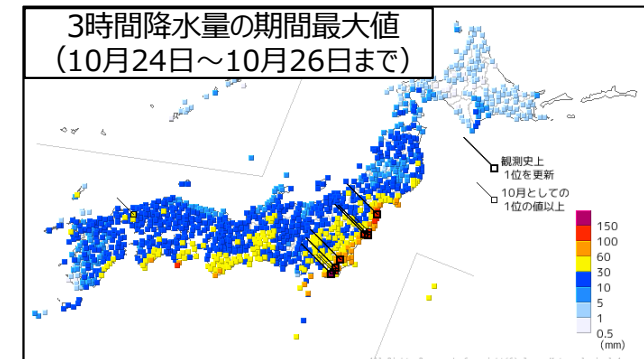 3時間降水量の期間最大値
（10月24日～10月26日まで）
観測史上
1位を更新
10月としての
1位の値以上
150
100
60
30
10
5
1
0.5
(mm)